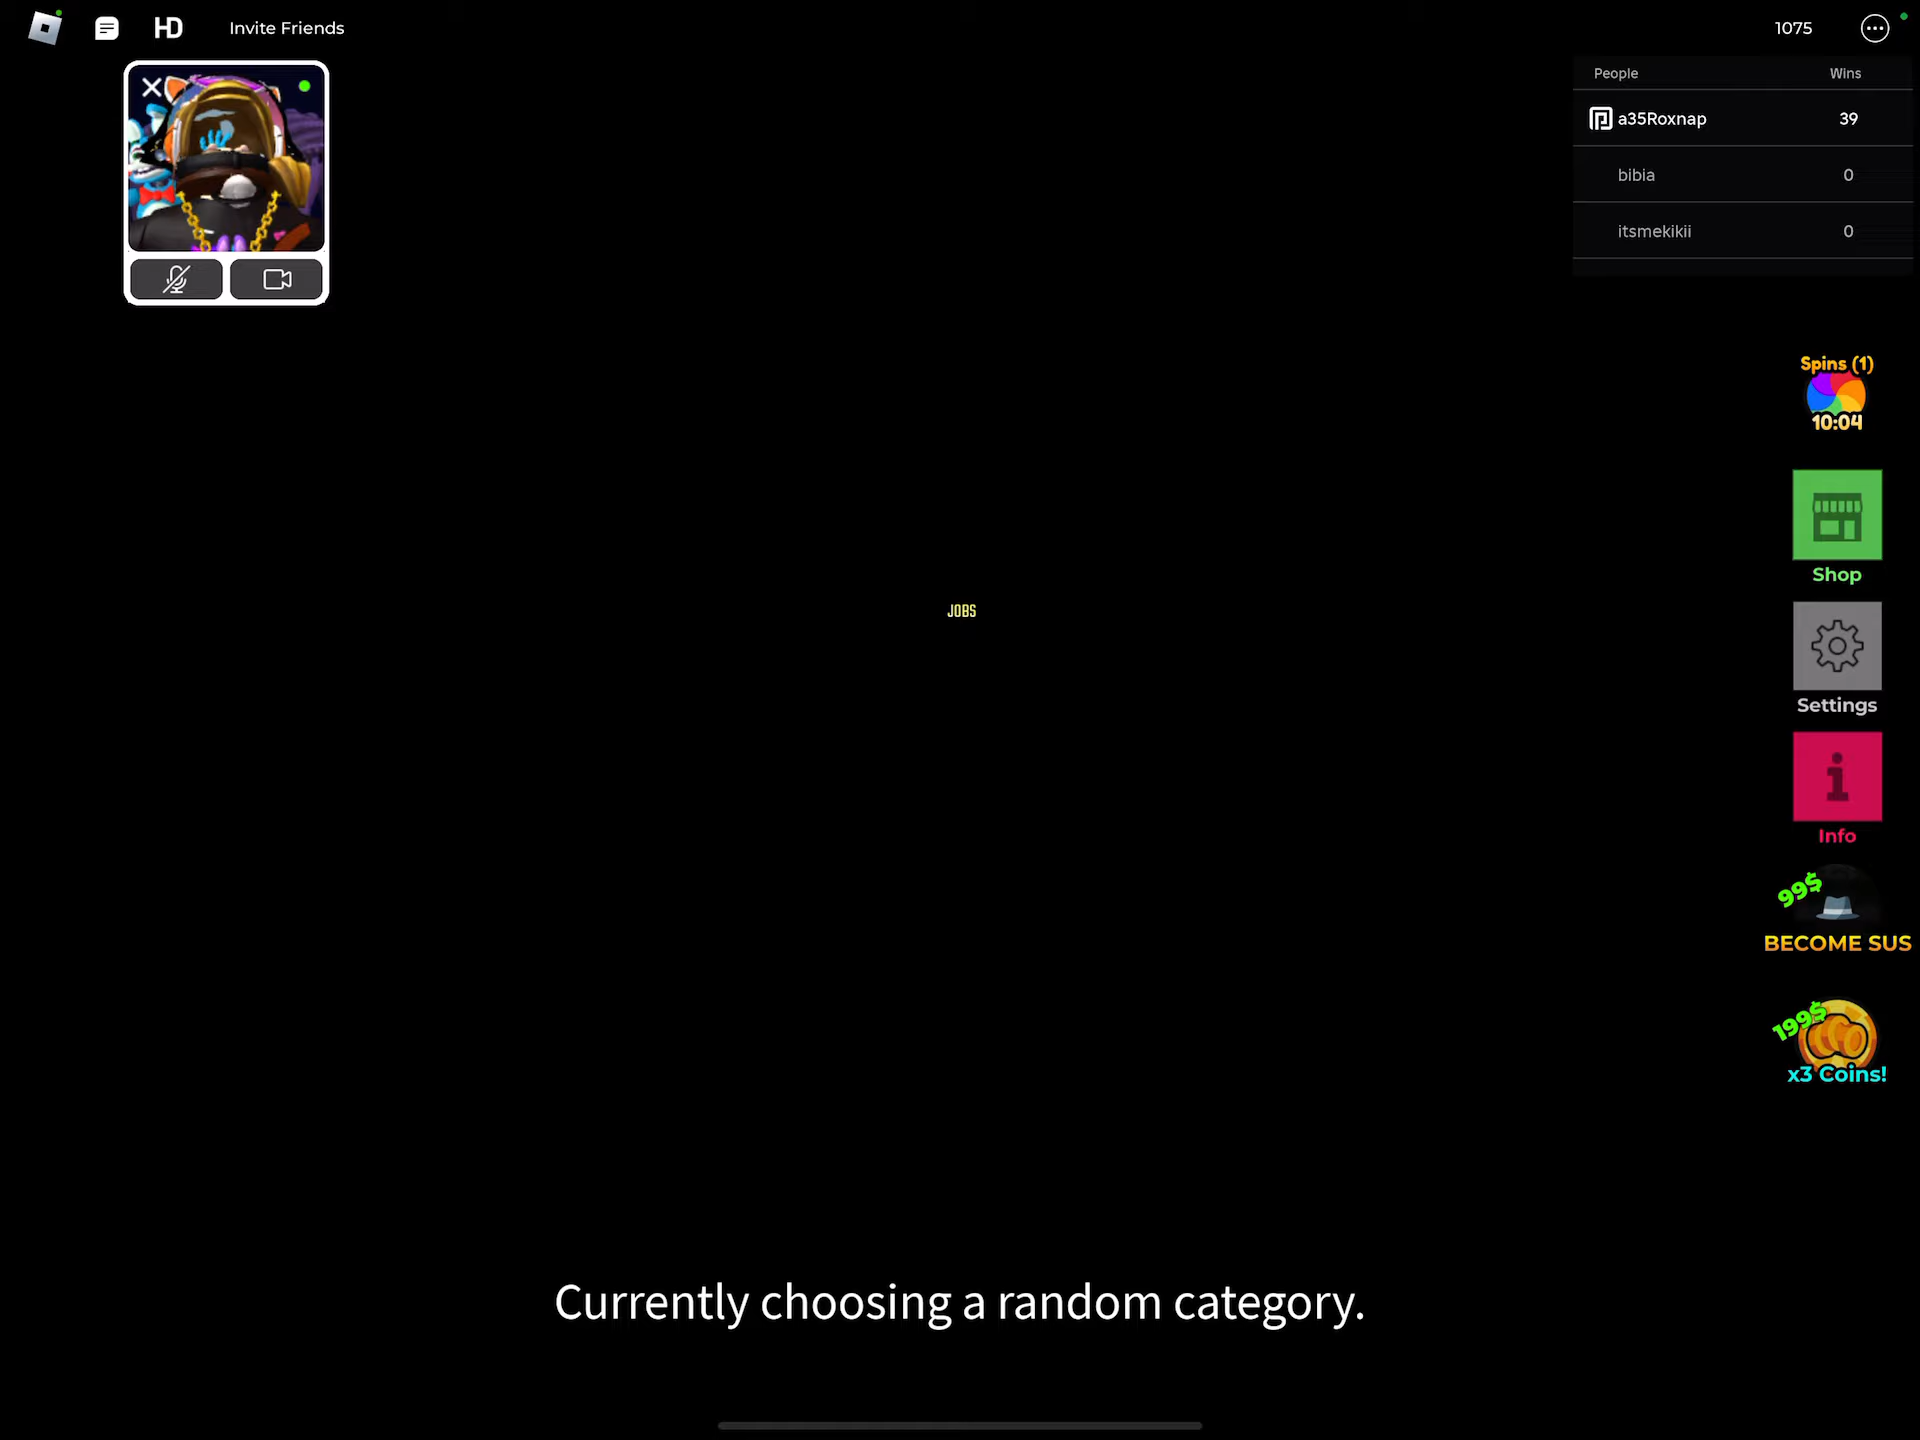 HD
Invite Friends
1075
People Wins
a35Roxnap 39
bibia 0
itsmekikii 0
Spins (1)
10:04
JOBS
Shop
Settings
Info
99$
BECOME SUS
199$
x3 Coins!
Currently choosing a random category.